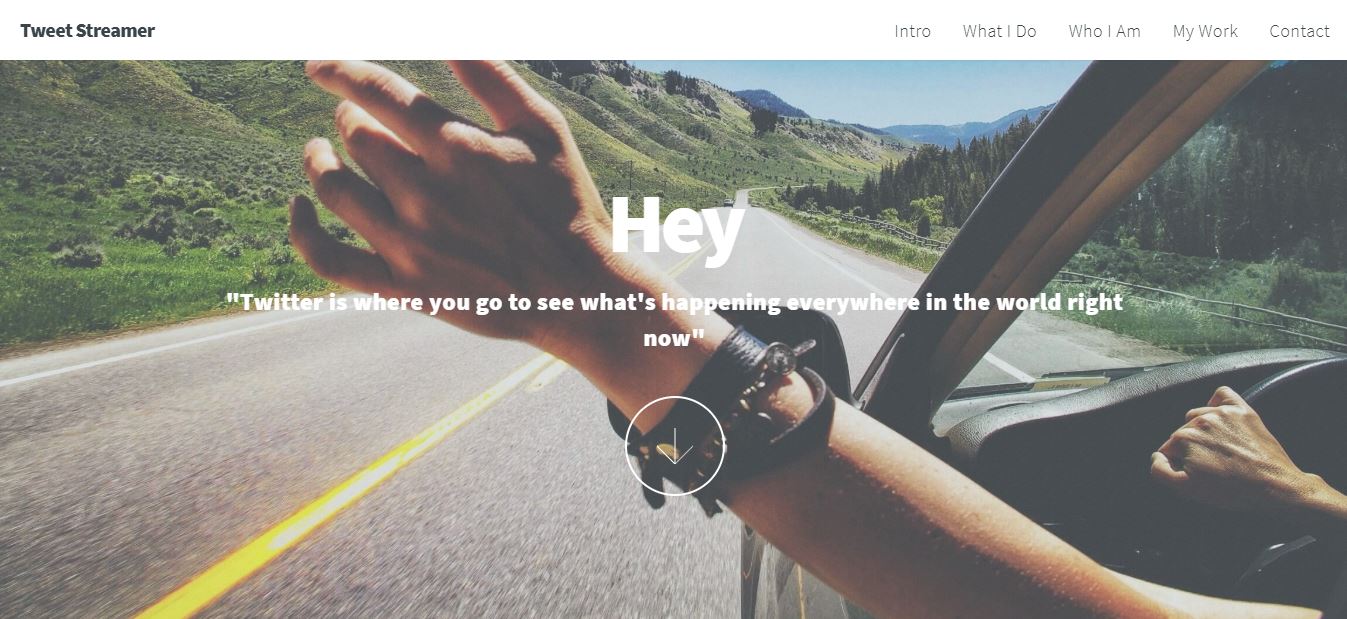 Tweet Streamer
Intro What I Do Who I Am My Work Contact
Hey
"Twitter is where you go to see what's happening everywhere in the world right
now"